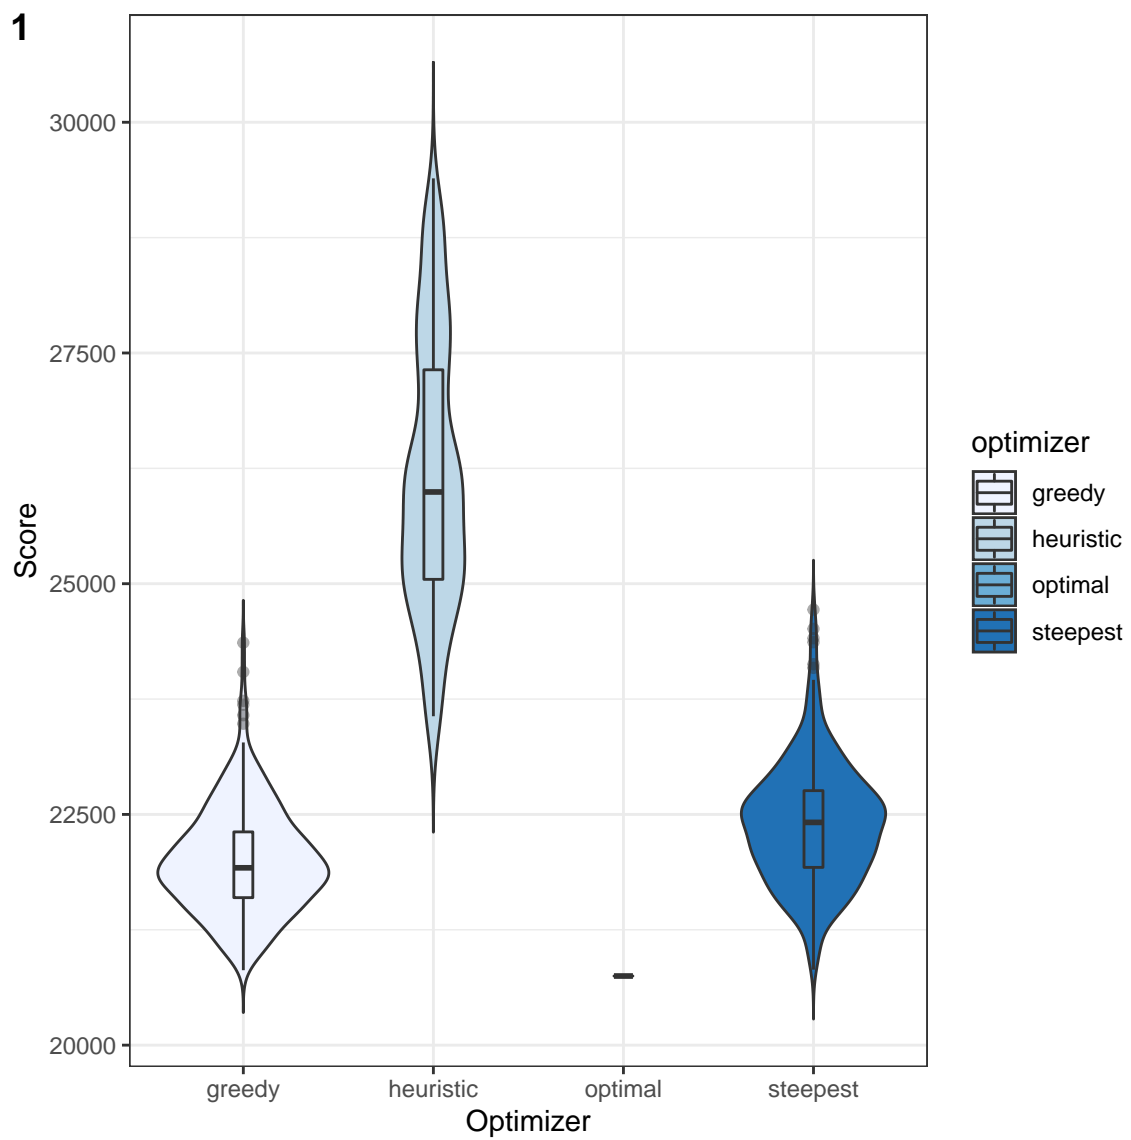 1
Score
30000
27500
25000
22500
20000
greedy
heuristic
optimal
steepest
Optimizer
optimizer
greedy
heuristic
optimal
steepest